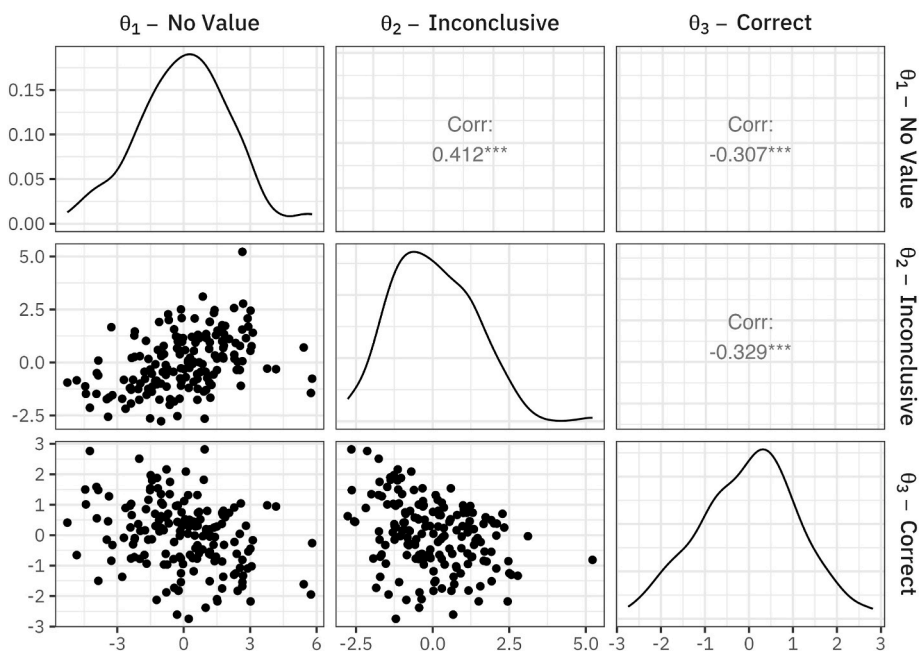 θ1 – No Value
θ2 – Inconclusive
θ3 – Correct
0.15
0.10
0.05
0.00
Corr:
0.412***
Corr:
-0.307***
θ1 – No Value
5.0
2.5
0.0
-2.5
Corr:
-0.329***
θ2 – Inconclusive
3
2
1
0
-1
-2
-3
θ3 – Correct
-3 0 3 6
-2.5 0.0 2.5 5.0
-3 -2 -1 0 1 2 3